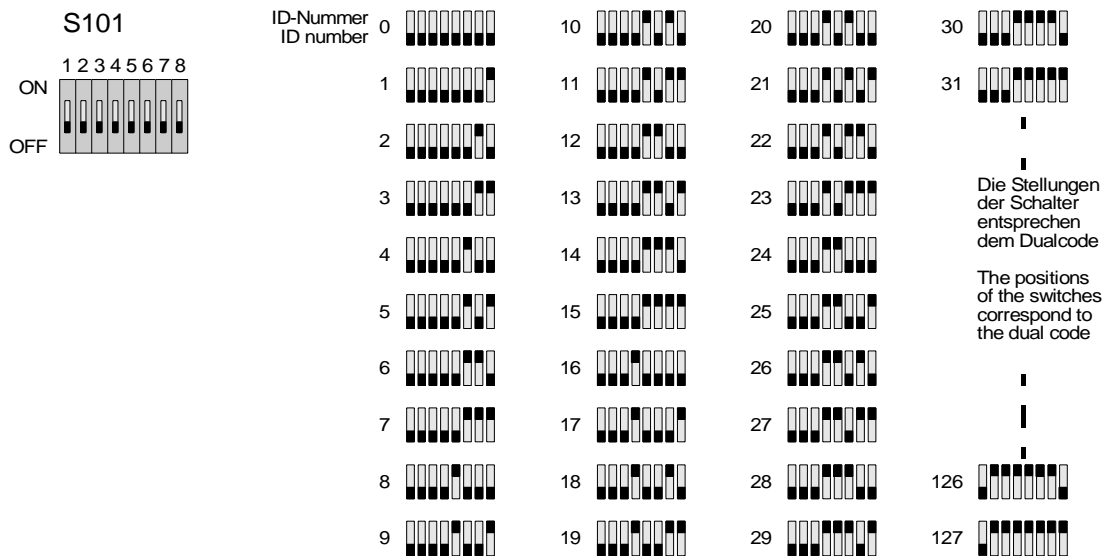 S101
1 2 3 4 5 6 7 8
ON
OFF
ID-Nummer
ID number
0
1
2
3
4
5
6
7
8
9
10
11
12
13
14
15
16
17
18
19
20
21
22
23
24
25
26
27
28
29
30
31
Die Stellungen
der Schalter
entsprechen
dem Dualcode
The positions
of the switches
correspond to
the dual code
126
127